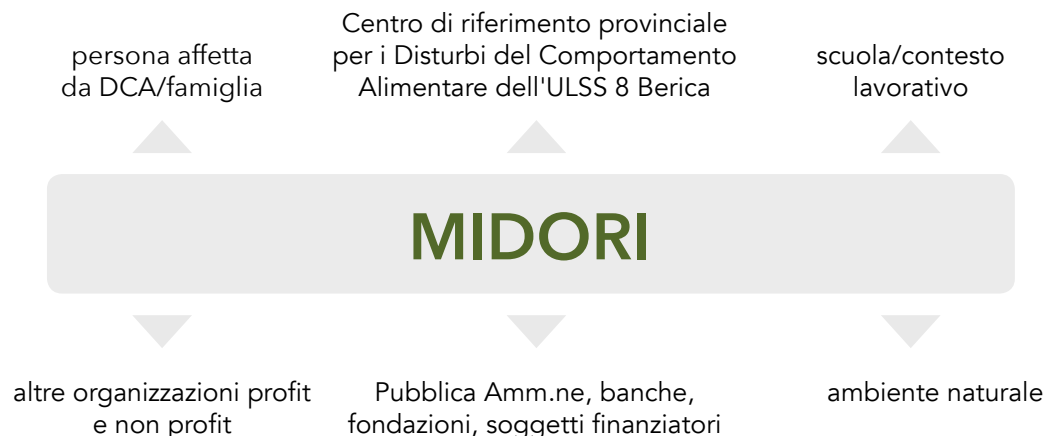 Centro di riferimento provinciale
per i Disturbi del Comportamento
Alimentare dell'ULSS 8 Berica
persona affetta
da DCA/famiglia
scuola/contesto
lavorativo
MIDORI
altre organizzazioni profit
e non profit
Pubblica Amm.ne, banche,
fondazioni, soggetti finanziatori
ambiente naturale